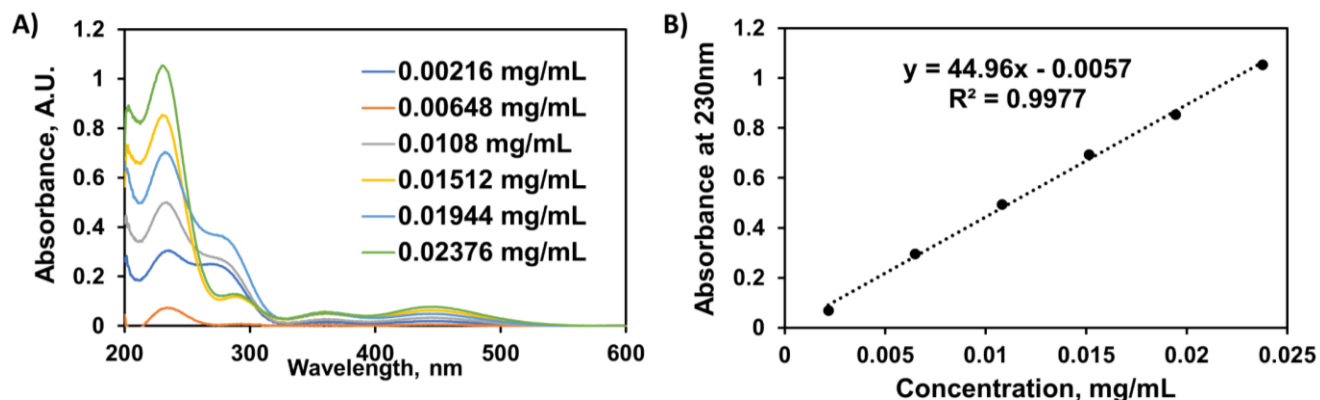 A)
1.2
1
0.8
0.6
0.4
0.2
0
Absorbance, A.U.
200
300
400
500
600
Wavelength, nm
0.00216 mg/mL
0.00648 mg/mL
0.0108 mg/mL
0.01512 mg/mL
0.01944 mg/mL
0.02376 mg/mL
B)
1.2
1
0.8
0.6
0.4
0.2
0
Absorbance at 230nm
y = 44.96x - 0.0057
R² = 0.9977
0
0.005
0.01
0.015
0.02
0.025
Concentration, mg/mL